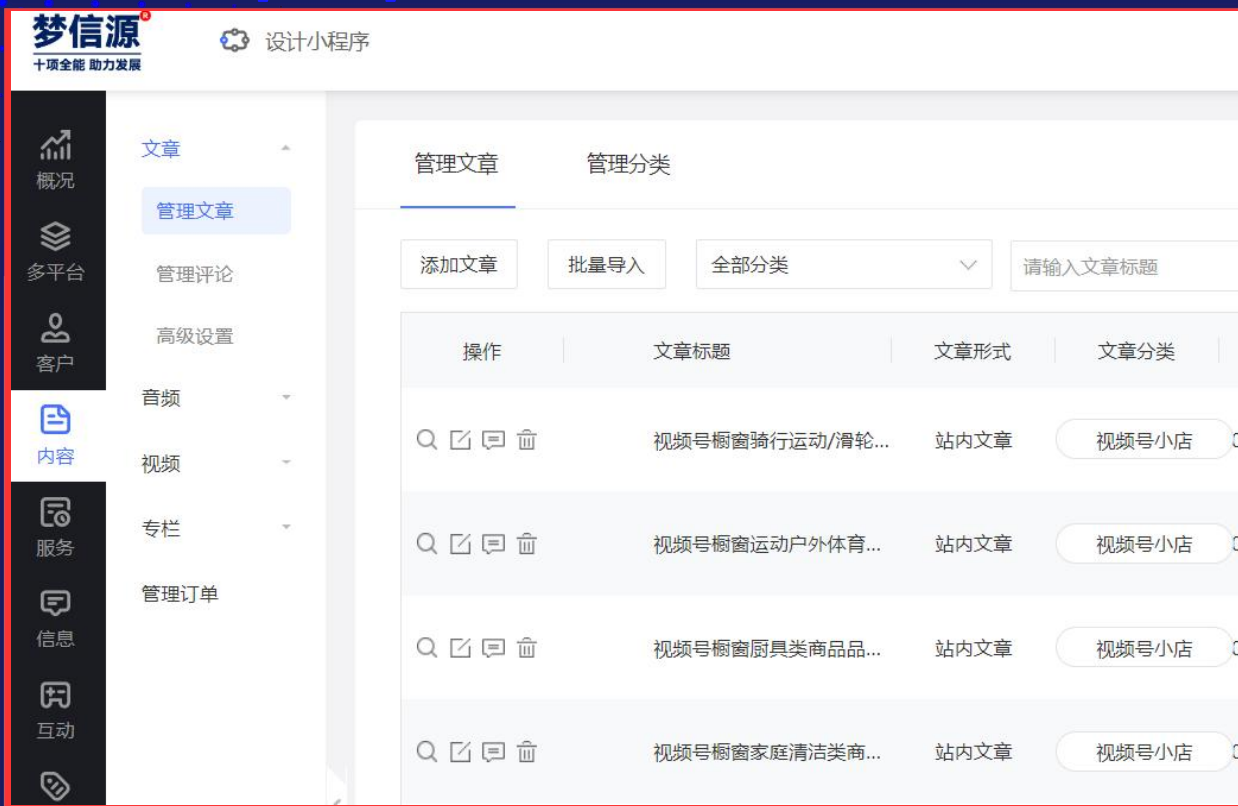 梦信源®
十项全能 助力发展
设计小程序
概况
多平台
客户
内容
服务
信息
互动
文章
管理文章
管理评论
高级设置
音频
视频
专栏
管理订单
管理文章 管理分类
添加文章 批量导入 全部分类 请输入文章标题
操作 文章标题 文章形式 文章分类
视频号橱窗骑行运动/滑轮... 站内文章 视频号小店
视频号橱窗运动户外体育... 站内文章 视频号小店
视频号橱窗厨具类商品品... 站内文章 视频号小店
视频号橱窗家庭清洁类商... 站内文章 视频号小店